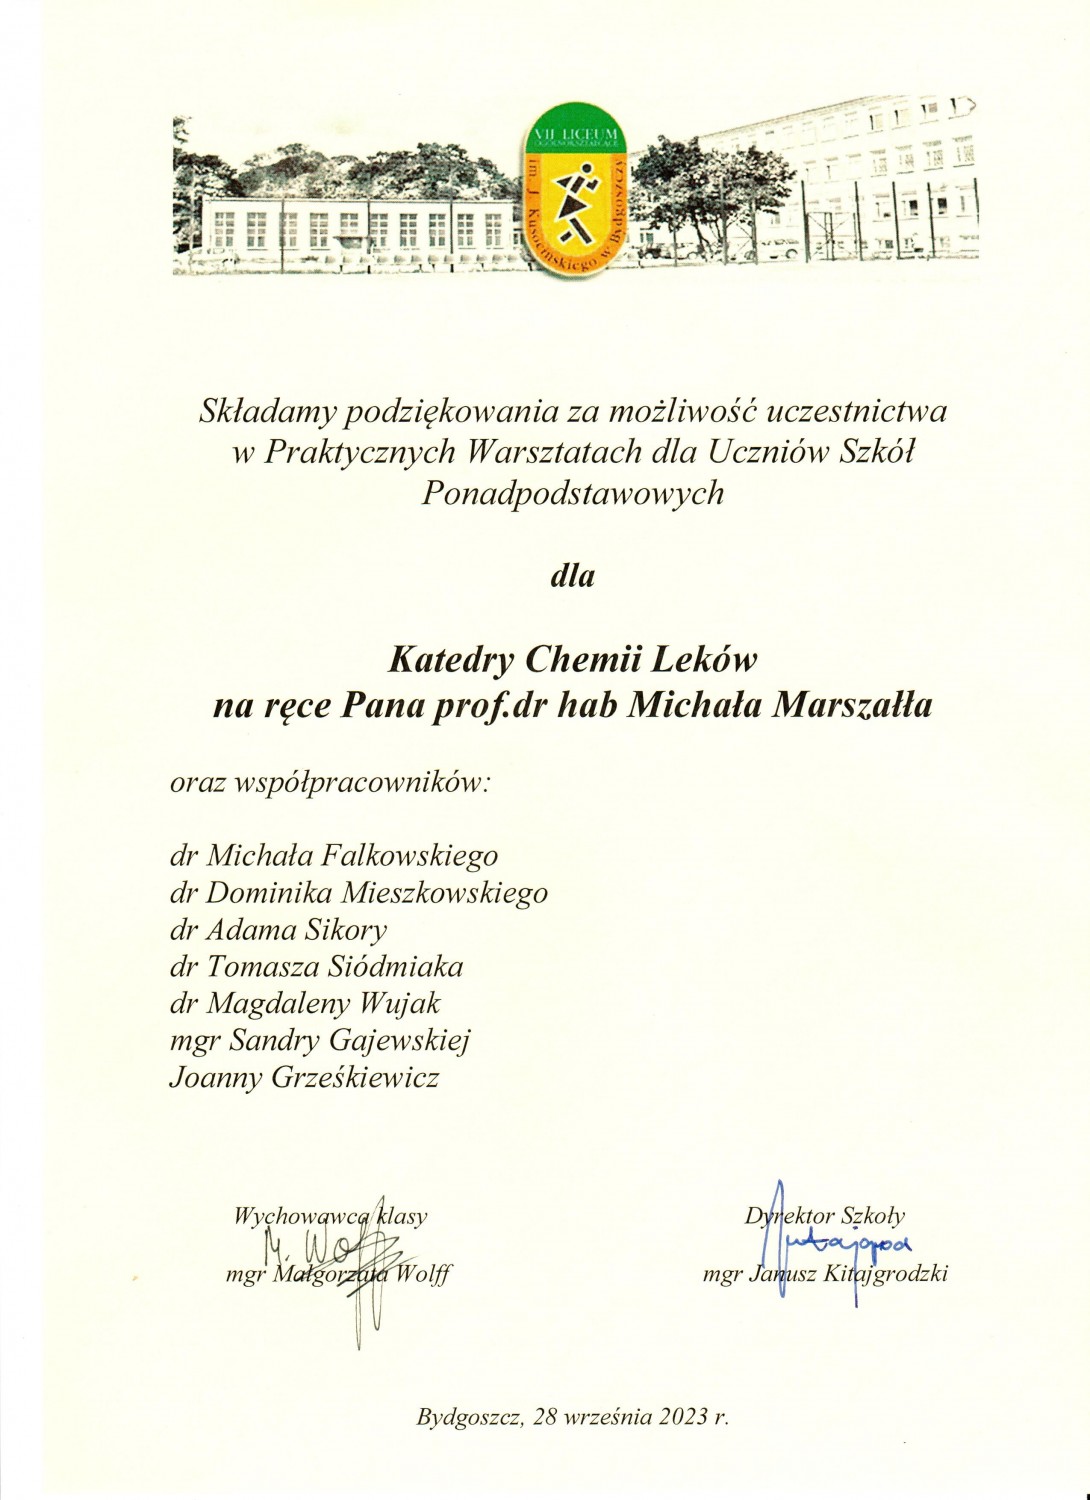 VII LICEUM
OGÓLNOKSZTAŁCĄCE
im. J. Kusocińskiego w Bydgoszczy
Składamy podziękowania za możliwość uczestnictwa
w Praktycznych Warsztatach dla Uczniów Szkół
Ponadpodstawowych
dla
Katedry Chemii Leków
na ręce Pana prof.dr hab Michała Marszałła
oraz współpracowników:
dr Michała Falkowskiego
dr Dominika Mieszkowskiego
dr Adama Sikory
dr Tomasza Siódmiaka
dr Magdaleny Wujak
mgr Sandry Gajewskiej
Joanny Grześkiewicz
Wychowawca klasy
M. Wolff
mgr Małgorzata Wolff
Dyrektor Szkoły
mgr Janusz Kitajgrodzki
Bydgoszcz, 28 września 2023 r.